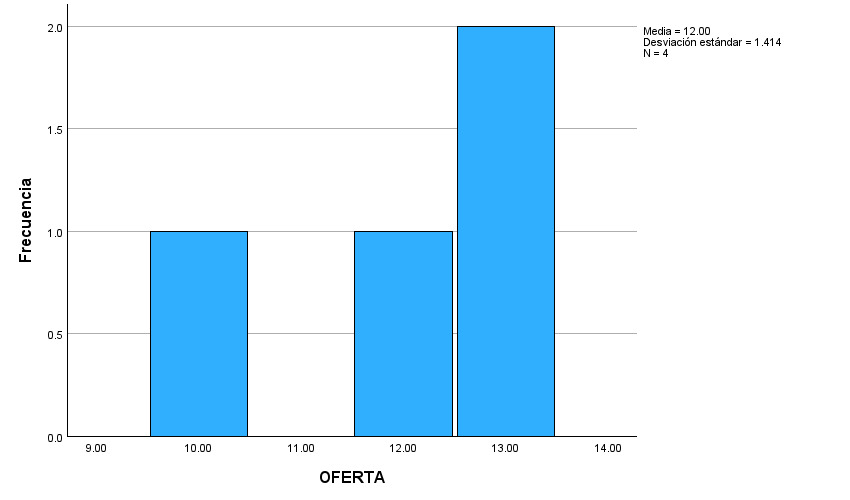 2.0
1.5
1.0
0.5
0.0
Frecuencia
9.00 10.00 11.00 12.00 13.00 14.00
OFERTA
Media = 12.00
Desviación estándar = 1.414
N = 4